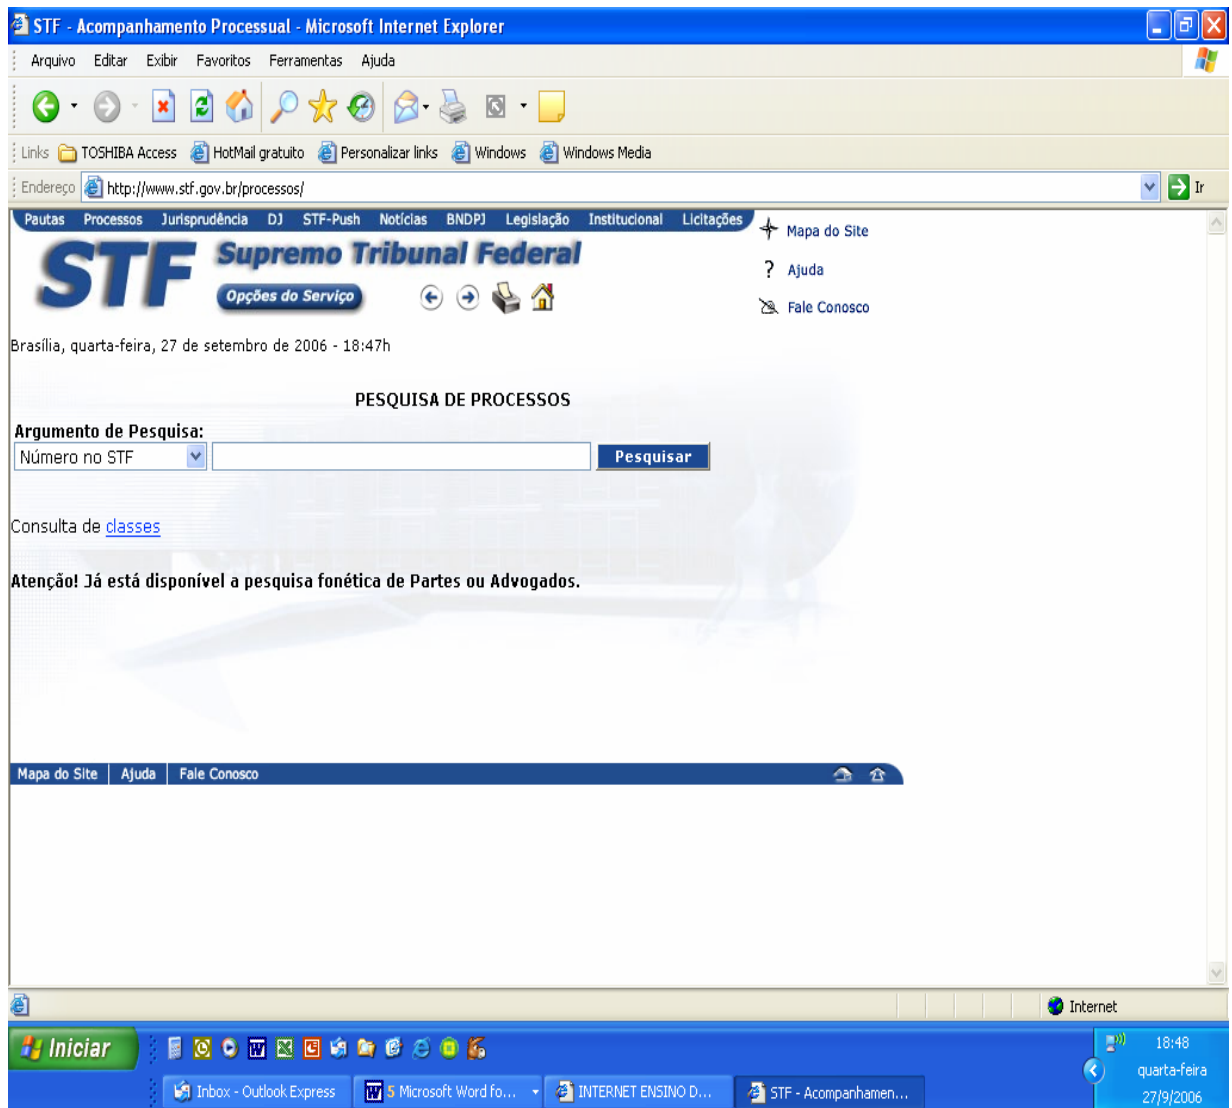 STF - Acompanhamento Processual - Microsoft Internet Explorer
Arquivo Editar Exibir Favoritos Ferramentas Ajuda
Links TOSHIBA Access HotMail gratuito Personalizar links Windows Windows Media
Endereço http://www.stf.gov.br/processos/ Ir
Pautas Processos Jurisprudência DJ STF-Push Notícias BNDPJ Legislação Institucional Licitações
Mapa do Site
STF Supremo Tribunal Federal
? Ajuda
Opções do Serviço
Fale Conosco
Brasília, quarta-feira, 27 de setembro de 2006 - 18:47h
PESQUISA DE PROCESSOS
Argumento de Pesquisa:
Número no STF Pesquisar
Consulta de classes
Atenção! Já está disponível a pesquisa fonética de Partes ou Advogados.
Mapa do Site | Ajuda | Fale Conosco
Internet
Iniciar 18:48
quarta-feira
Inbox - Outlook Express 5 Microsoft Word fo... INTERNET ENSINO D... STF - Acompanhamen...
27/9/2006